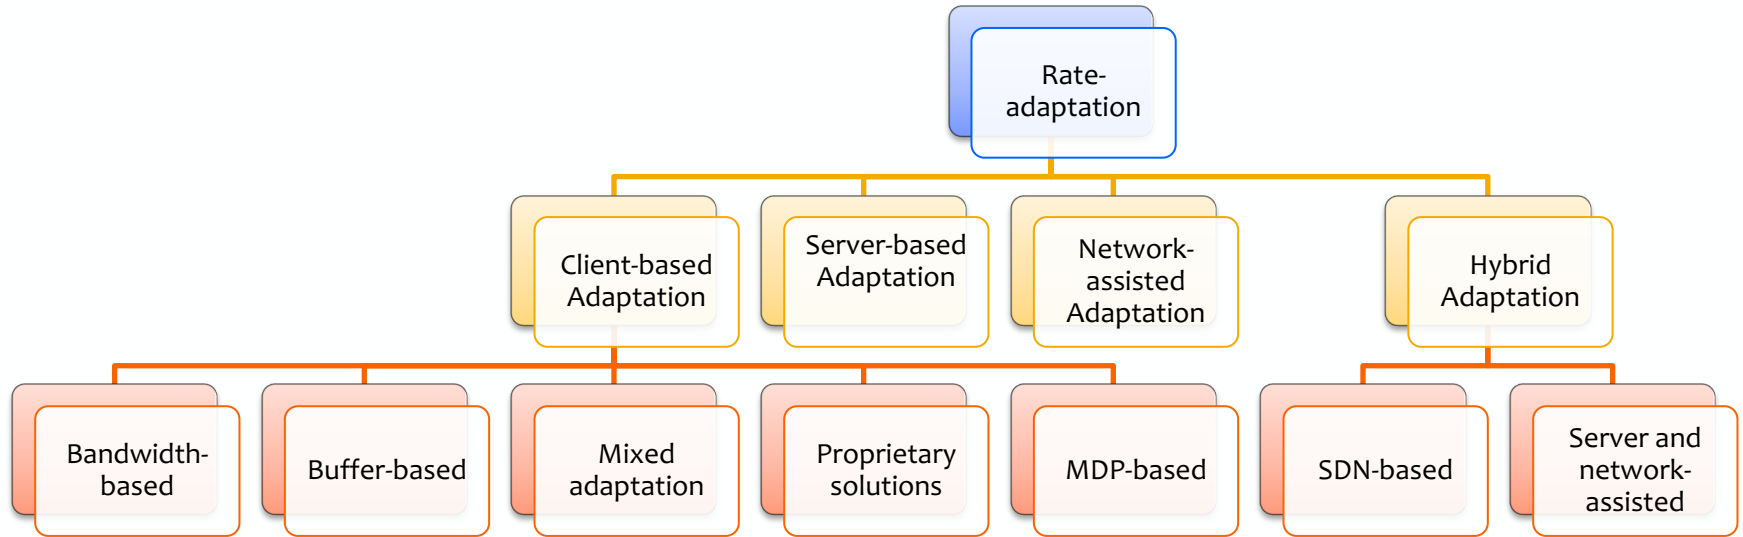 Rate-
adaptation
Client-based
Adaptation
Server-based
Adaptation
Network-
assisted
Adaptation
Hybrid
Adaptation
Bandwidth-
based
Buffer-based
Mixed
adaptation
Proprietary
solutions
MDP-based
SDN-based
Server and
network-
assisted